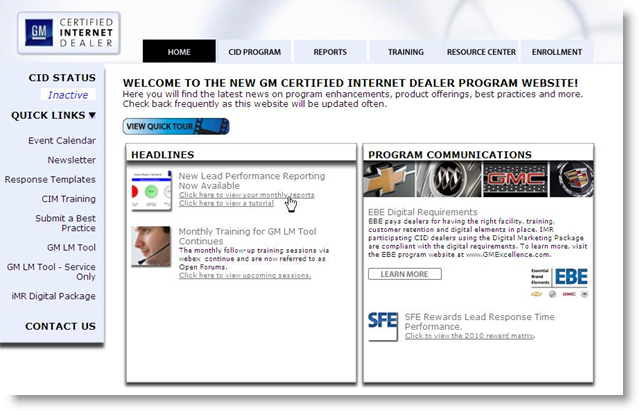 GM
CERTIFIED
INTERNET
DEALER
HOME
CID PROGRAM
REPORTS
TRAINING
RESOURCE CENTER
ENROLLMENT
CID STATUS
Inactive
QUICK LINKS ▼
Event Calendar
Newsletter
Response Templates
CIM Training
Submit a Best
Practice
GM LM Tool
GM LM Tool - Service
Only
iMR Digital Package
CONTACT US
WELCOME TO THE NEW GM CERTIFIED INTERNET DEALER PROGRAM WEBSITE!
Here you will find the latest news on program enhancements, product offerings, best practices and more.
Check back frequently as this website will be updated often.
VIEW QUICK TOUR
HEADLINES
New Lead Performance Reporting
Now Available
Click here to view your monthly reports
Click here to view a tutorial
Monthly Training for GM LM Tool
Continues
The monthly follow-up training sessions via
webex continue and are now referred to as
Open Forums.
Click here to view upcoming sessions.
PROGRAM COMMUNICATIONS
GMC
EBE Digital Requirements
EBE pays dealers for having the right facility, training,
customer retention and digital elements in place. IMR
participating CID dealers using the Digital Marketing Package
are compliant with the digital requirements. To learn more, visit
the EBE program website at www.GMExcellence.com.
LEARN MORE
Essential
Brand
Elements
EBE
GMC
SFE
SFE Rewards Lead Response Time
Performance.
Click to view the 2010 reward matrix.